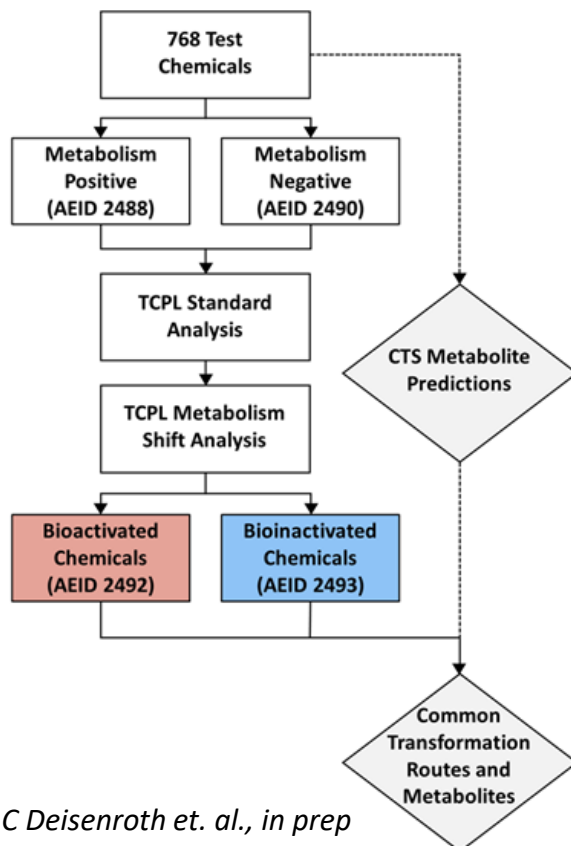 768 Test
Chemicals
Metabolism
Positive
(AEID 2488)
Metabolism
Negative
(AEID 2490)
TCPL Standard
Analysis
CTS Metabolite
Predictions
TCPL Metabolism
Shift Analysis
Bioactivated
Chemicals
(AEID 2492)
Bioinactivated
Chemicals
(AEID 2493)
Common
Transformation
Routes and
Metabolites
C Deisenroth et. al., in prep